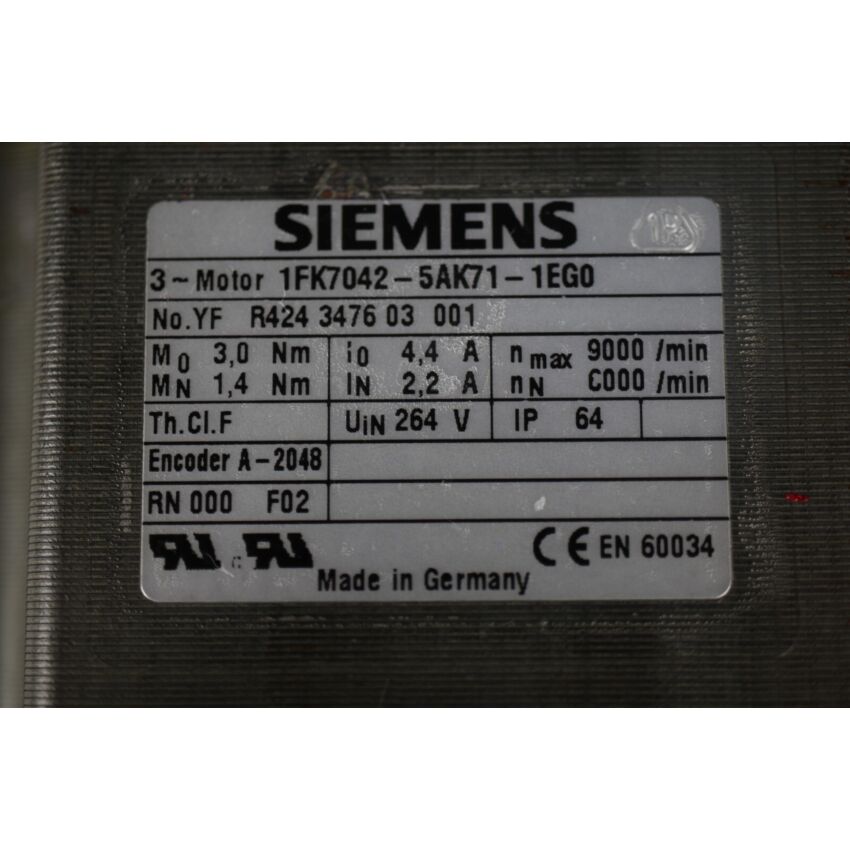 SIEMENS
3 ~ Motor 1FK7042-5AK71-1EG0
No.YF R424 3476 03 001
M0 3,0 Nm I0 4,4 A nmax 9000 /min
MN 1,4 Nm IN 2,2 A nN C000 /min
Th.Cl.F UiN 264 V IP 64
Encoder A-2048
RN 000 F02
CE EN 60034
Made in Germany